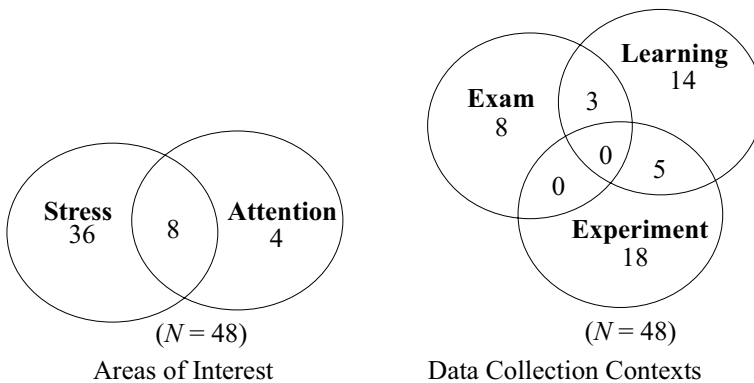 Stress
36
8
Attention
4
(N = 48)
Areas of Interest
Exam
8
3
Learning
14
0
0
5
Experiment
18
(N = 48)
Data Collection Contexts